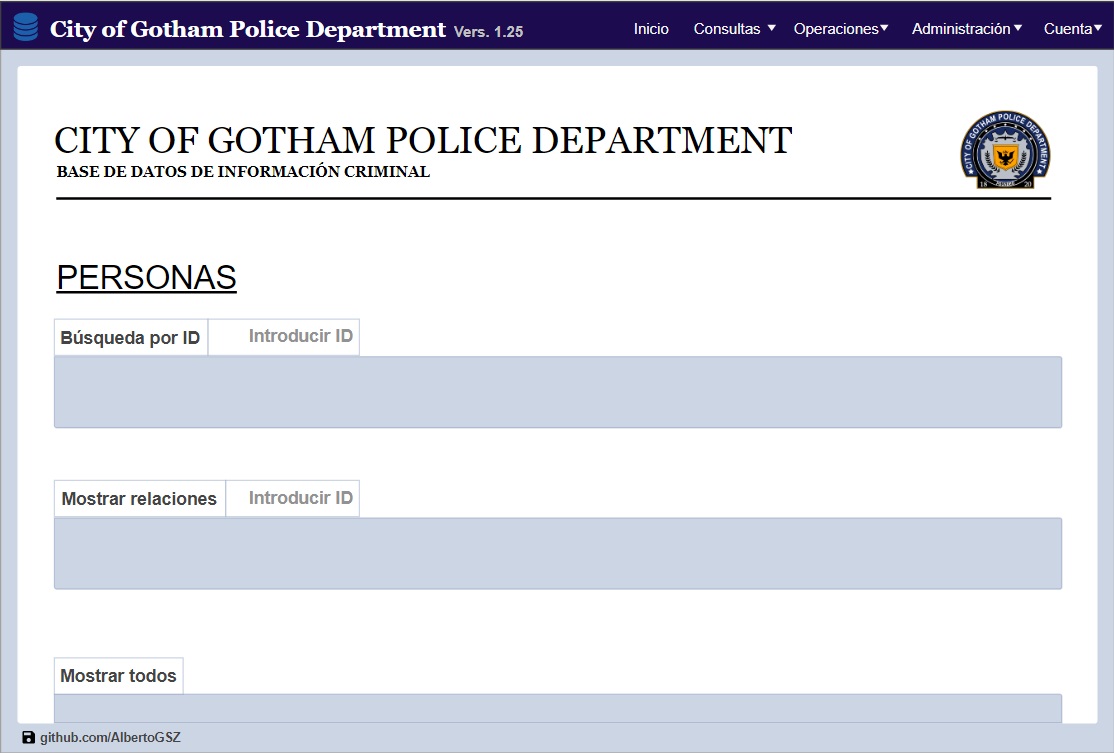 City of Gotham Police Department Vers. 1.25
Inicio Consultas Operaciones Administración Cuenta
CITY OF GOTHAM POLICE DEPARTMENT
BASE DE DATOS DE INFORMACIÓN CRIMINAL
CITY OF GOTHAM POLICE DEPARTMENT
18 20
PERSONAS
Búsqueda por ID Introducir ID
Mostrar relaciones Introducir ID
Mostrar todos
github.com/AlbertoGSZ